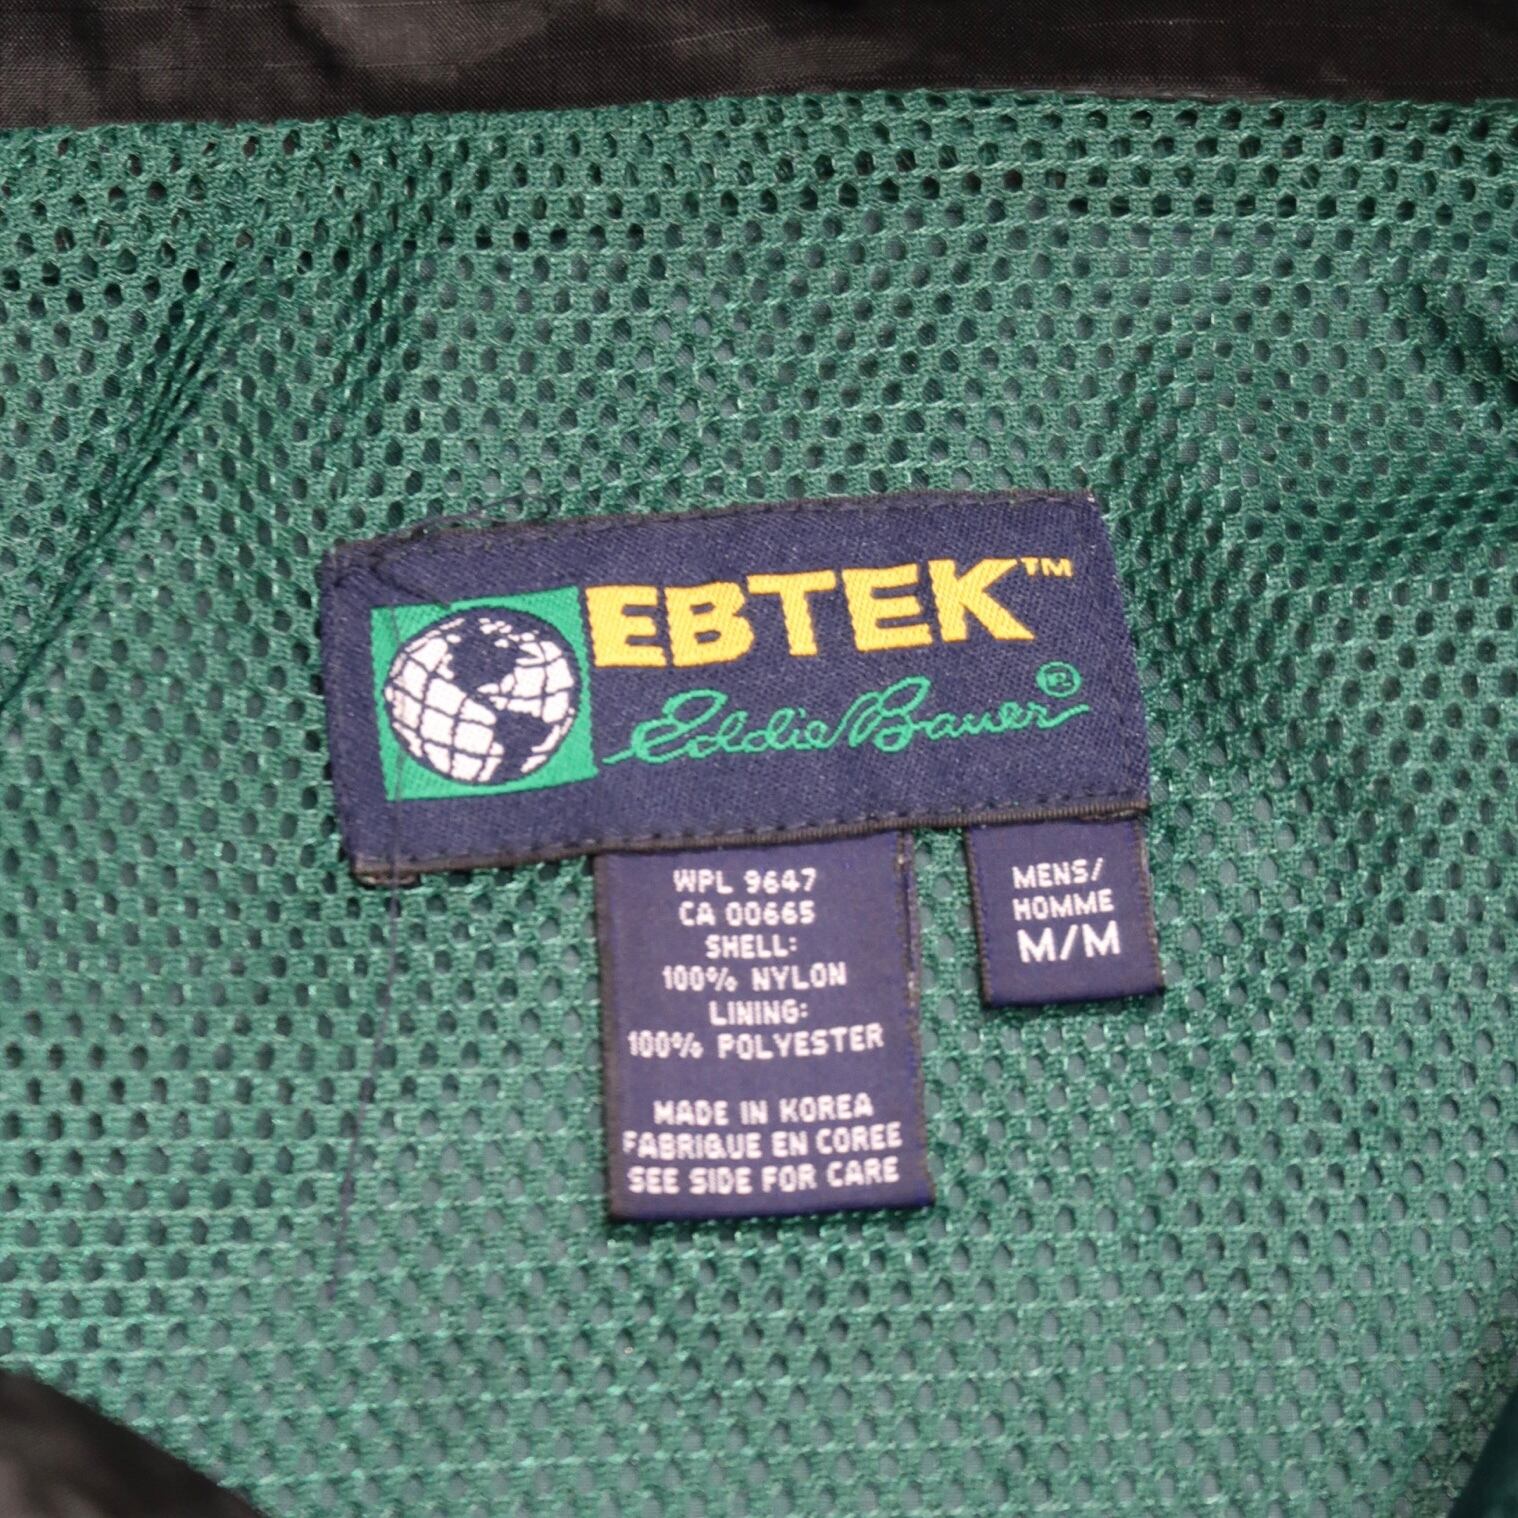 EBTEK™
Eddie Bauer®
WPL 9647
CA 00665
SHELL:
100% NYLON
LINING:
100% POLYESTER
MADE IN KOREA
FABRIQUE EN COREE
SEE SIDE FOR CARE
MENS/
HOMME
M/M